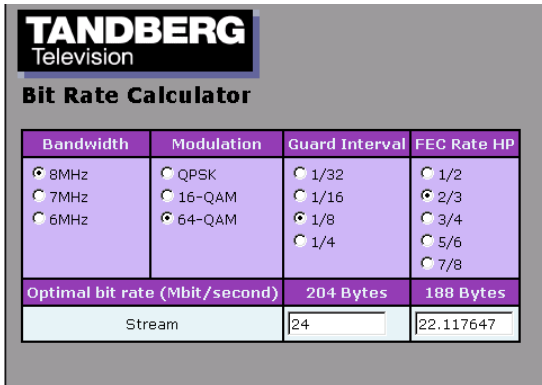 TANDBERG
Television
Bit Rate Calculator
Bandwidth Modulation Guard Interval FEC Rate HP
8MHz QPSK 1/32 1/2
7MHz 16-QAM 1/16 2/3
6MHz 64-QAM 1/8 3/4
1/4 5/6
7/8
Optimal bit rate (Mbit/second) 204 Bytes 188 Bytes
Stream 24 22.117647